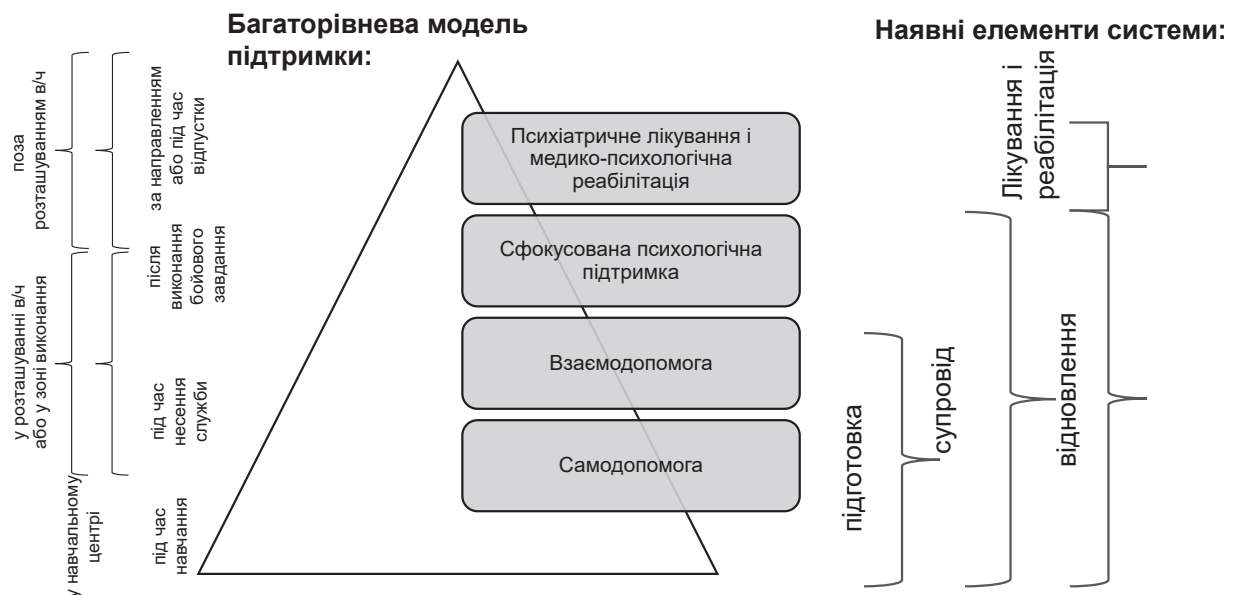 Багаторівнева модель
підтримки:
Наявні елементи системи:
поза
розташуванням в/ч
за направленням
або під час
відпустки
після
виконання
бойового
завдання
у розташуванні в/ч
або у зоні виконання
під час
несення
служби
у навчальному
центрі
під час
навчання
Психіатричне лікування і
медико-психологічна
реабілітація
Сфокусована психологічна
підтримка
Взаємодопомога
Самодопомога
підготовка
супровід
відновлення
Лікування і
реабілітація